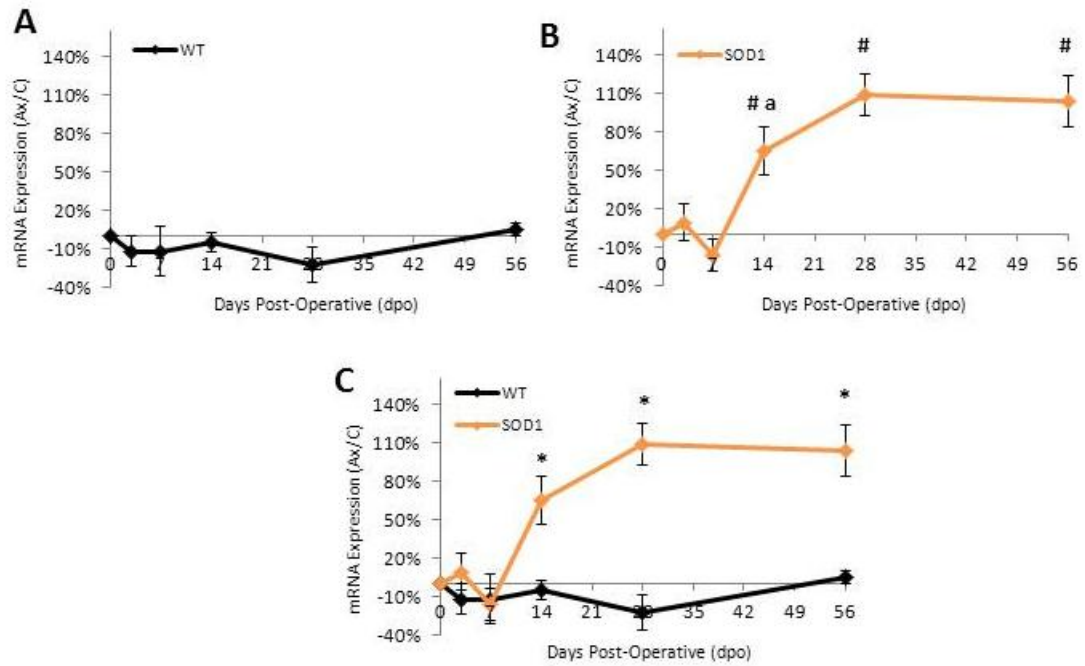 A
WT
140%
110%
80%
50%
20%
-10%
-40%
mRNA Expression (Ax/C)
0 7 14 21 28 35 42 49 56
Days Post-Operative (dpo)
B
SOD1
# a
#
#
140%
110%
80%
50%
20%
-10%
-40%
mRNA Expression (Ax/C)
0 7 14 21 28 35 42 49 56
Days Post-Operative (dpo)
C
WT
SOD1
*
*
*
140%
110%
80%
50%
20%
-10%
-40%
mRNA Expression (Ax/C)
0 7 14 21 28 35 42 49 56
Days Post-Operative (dpo)